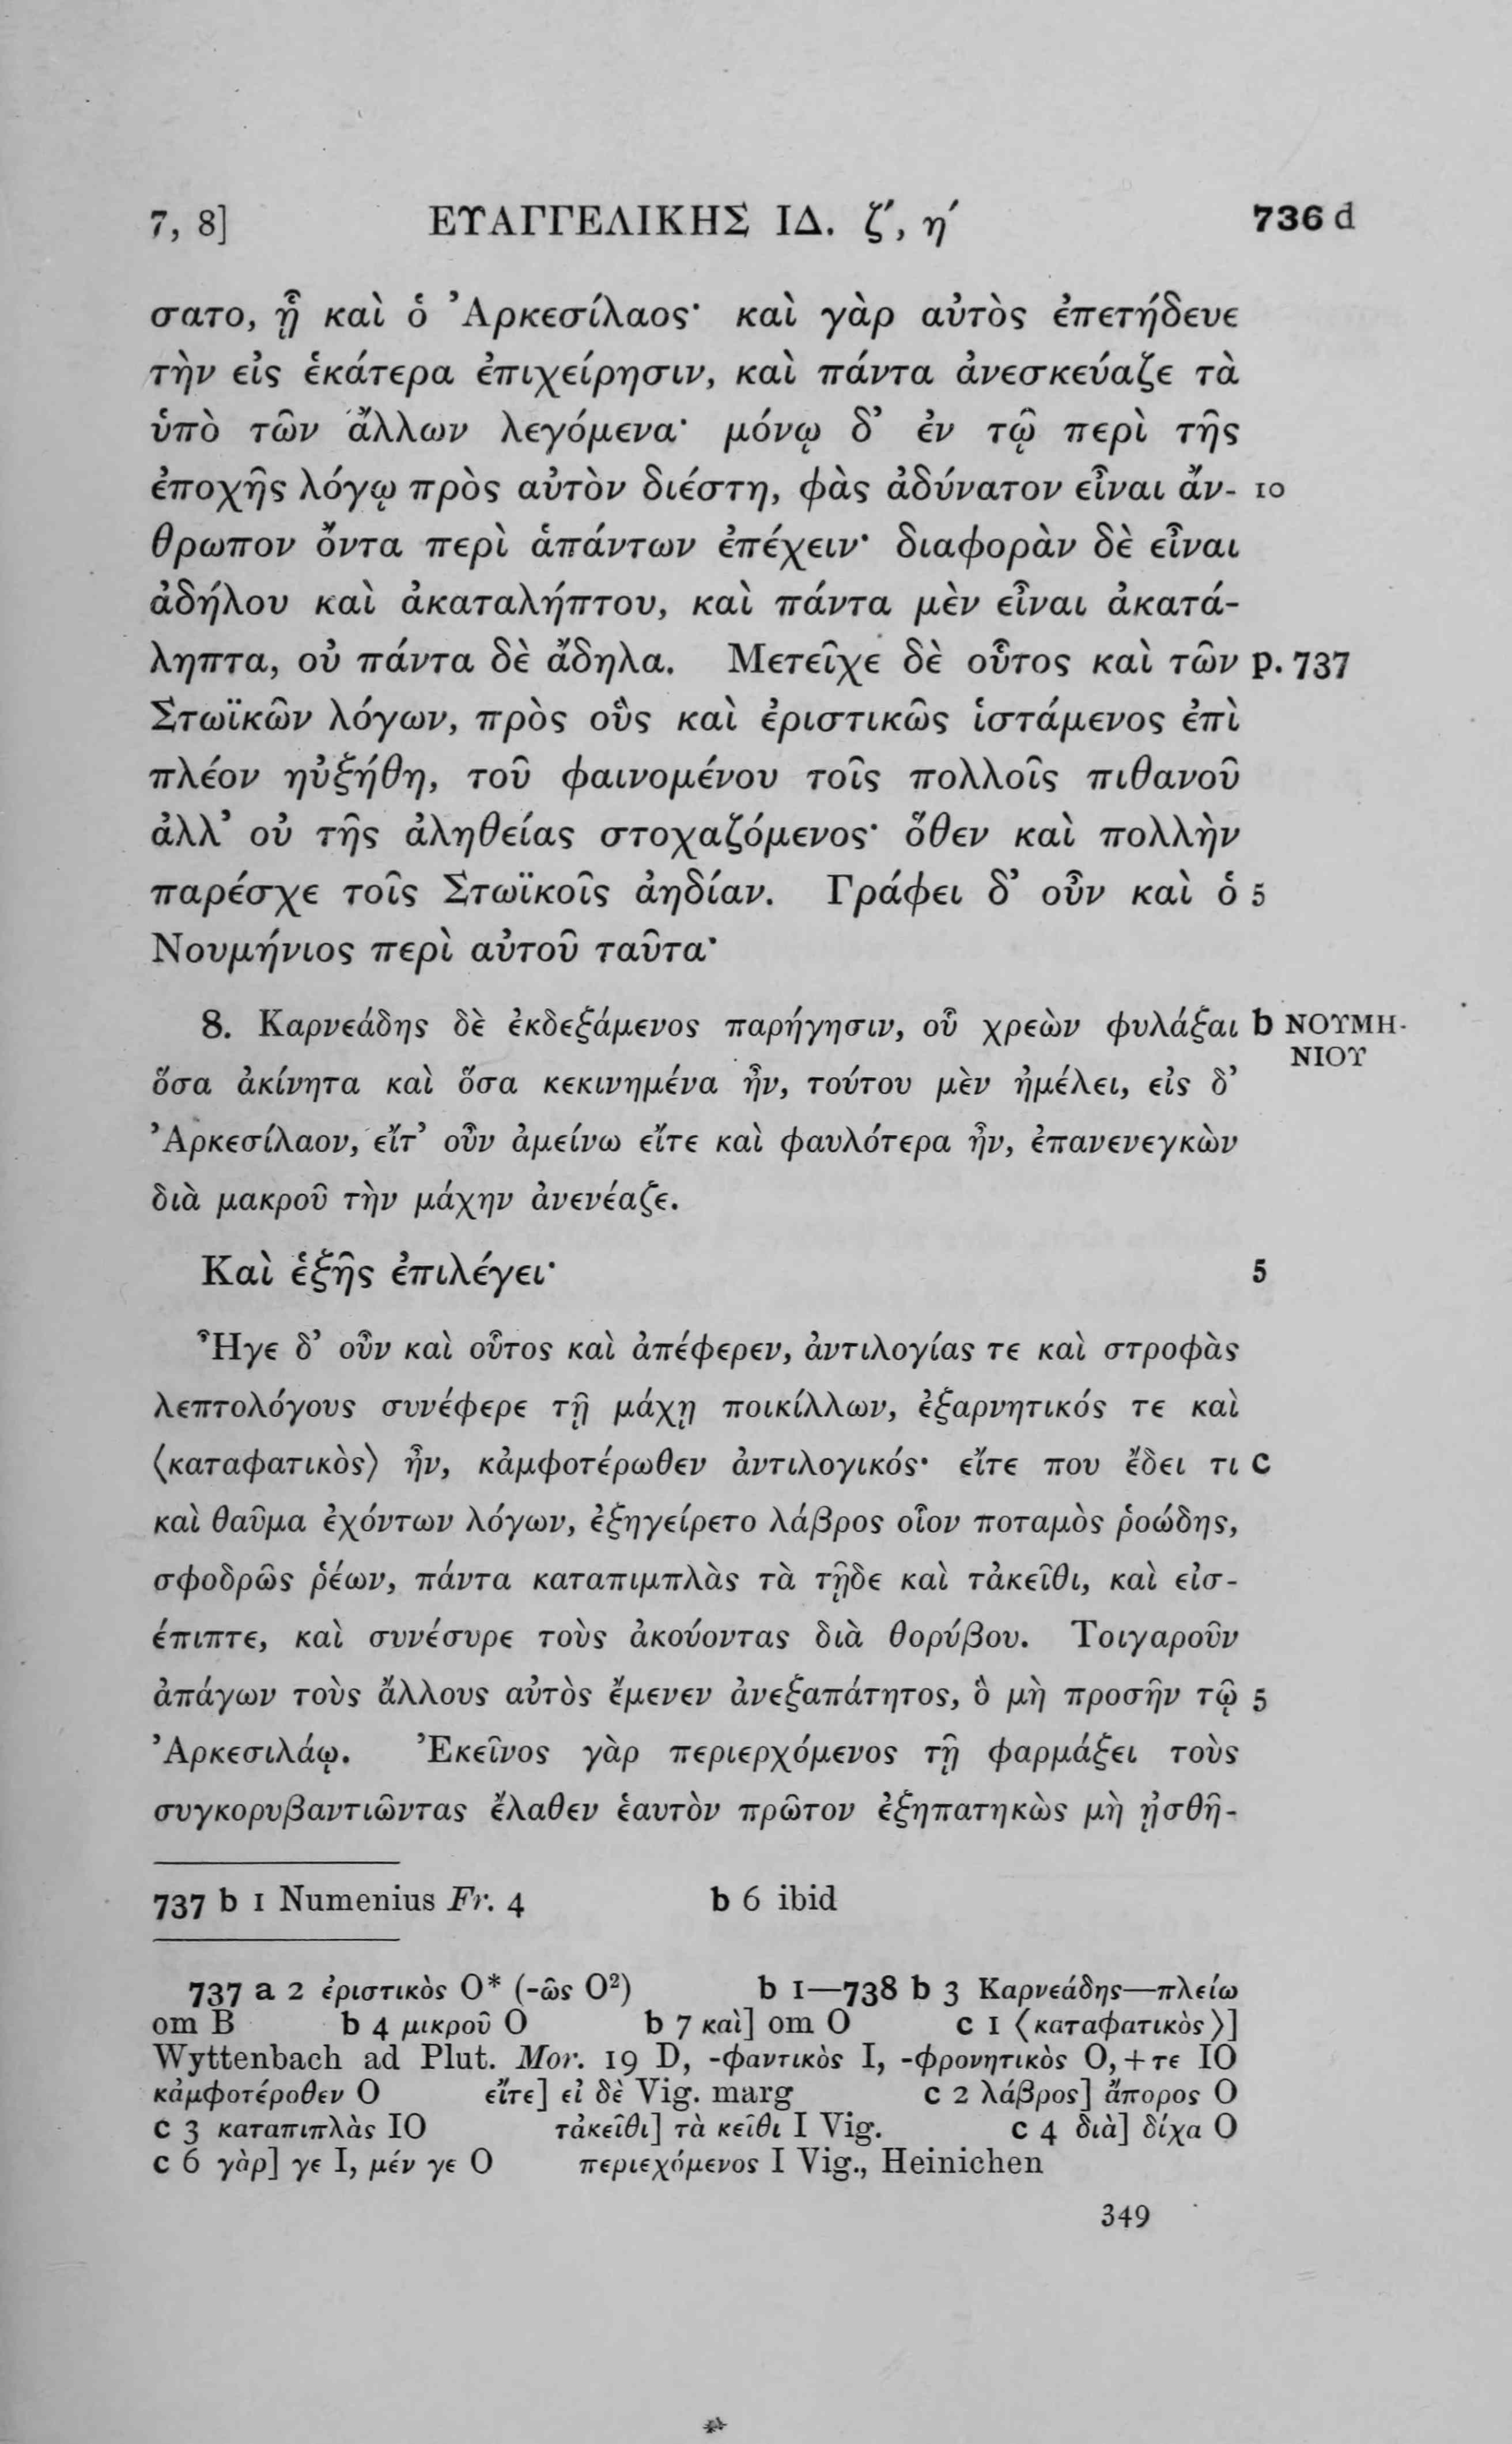 7, 8] ΕΥΑΓΓΕΛΙΚΗΣ ΙΔ. ζʹ, ηʹ 736 d
σατο, ᾗ καὶ ὁ Ἀρκεσίλαος· καὶ γὰρ αὐτὸς ἐπετήδευε
τὴν εἰς ἑκάτερα ἐπιχείρησιν, καὶ πάντα ἀνεσκεύαζε τὰ
ὑπὸ τῶν ἄλλων λεγόμενα· μόνῳ δ’ ἐν τῷ περὶ τῆς
ἐποχῆς λόγῳ πρὸς αὐτὸν διέστη, φὰς ἀδύνατον εἶναι ἄν- 10
θρωπον ὄντα περὶ ἁπάντων ἐπέχειν· διαφορὰν δὲ εἶναι
ἀδήλου καὶ ἀκαταλήπτου, καὶ πάντα μὲν εἶναι ἀκατά-
ληπτα, οὐ πάντα δὲ ἄδηλα. Μετεῖχε δὲ οὗτος καὶ τῶν p. 737
Στωϊκῶν λόγων, πρὸς οὓς καὶ ἐριστικῶς ἱστάμενος ἐπὶ
πλέον ηὐξήθη, τοῦ φαινομένου τοῖς πολλοῖς πιθανοῦ
ἀλλ’ οὐ τῆς ἀληθείας στοχαζόμενος· ὅθεν καὶ πολλὴν
παρέσχε τοῖς Στωϊκοῖς ἀηδίαν. Γράφει δ’ οὖν καὶ ὁ 5
Νουμήνιος περὶ αὐτοῦ ταῦτα·
8. Καρνεάδης δὲ ἐκδεξάμενος παρήγησιν, οὗ χρεὼν φυλάξαι b ΝΟΥΜΗ-
ΝΙΟΥ
ὅσα ἀκίνητα καὶ ὅσα κεκινημένα ἦν, τούτου μὲν ἠμέλει, εἰς δ’
Ἀρκεσίλαον, εἴτ’ οὖν ἀμείνω εἴτε καὶ φαυλότερα ἦν, ἐπανενεγκὼν
διὰ μακροῦ τὴν μάχην ἀνενέαζε.
Καὶ ἑξῆς ἐπιλέγει· 5
Ἦγε δ’ οὖν καὶ οὗτος καὶ ἀπέφερεν, ἀντιλογίας τε καὶ στροφὰς
λεπτολόγους συνέφερε τῇ μάχῃ ποικίλλων, ἐξαρνητικός τε καὶ
⟨καταφατικὸς⟩ ἦν, κἀμφοτέρωθεν ἀντιλογικός· εἴτε που ἔδει τι c
καὶ θαῦμα ἐχόντων λόγων, ἐξηγείρετο λάβρος οἷον ποταμὸς ῥοώδης,
σφοδρῶς ῥέων, πάντα καταπιμπλὰς τὰ τῇδε καὶ τἀκεῖθι, καὶ εἰσ-
έπιπτε, καὶ συνέσυρε τοὺς ἀκούοντας διὰ θορύβου. Τοιγαροῦν
ἀπάγων τοὺς ἄλλους αὐτὸς ἔμενεν ἀνεξαπάτητος, ὃ μὴ προσῆν τῷ 5
Ἀρκεσιλάῳ. Ἐκεῖνος γὰρ περιερχόμενος τῇ φαρμάξει τοὺς
συγκορυβαντιῶντας ἔλαθεν ἑαυτὸν πρῶτον ἐξηπατηκὼς μὴ ᾐσθῆ-
737 b 1 Numenius Fr. 4 b 6 ibid
737 a 2 ἐριστικὸς O* (-ῶς O²) b 1—738 b 3 Καρνεάδης—πλείω
om B b 4 μικροῦ O b 7 καὶ] om O c 1 ⟨καταφατικὸς⟩]
Wyttenbach ad Plut. Mor. 19 D, -φαντικὸς I, -φρονητικὸς O, + τε IO
κἀμφοτέροθεν O εἴτε] εἰ δὲ Vig. marg c 2 λάβρος] ἄπορος O
c 3 καταπιπλὰς IO τἀκεῖθι] τὰ κεῖθι I Vig. c 4 διὰ] δίχα O
c 6 γὰρ] γε I, μέν γε O περιεχόμενος I Vig., Heinichen
349